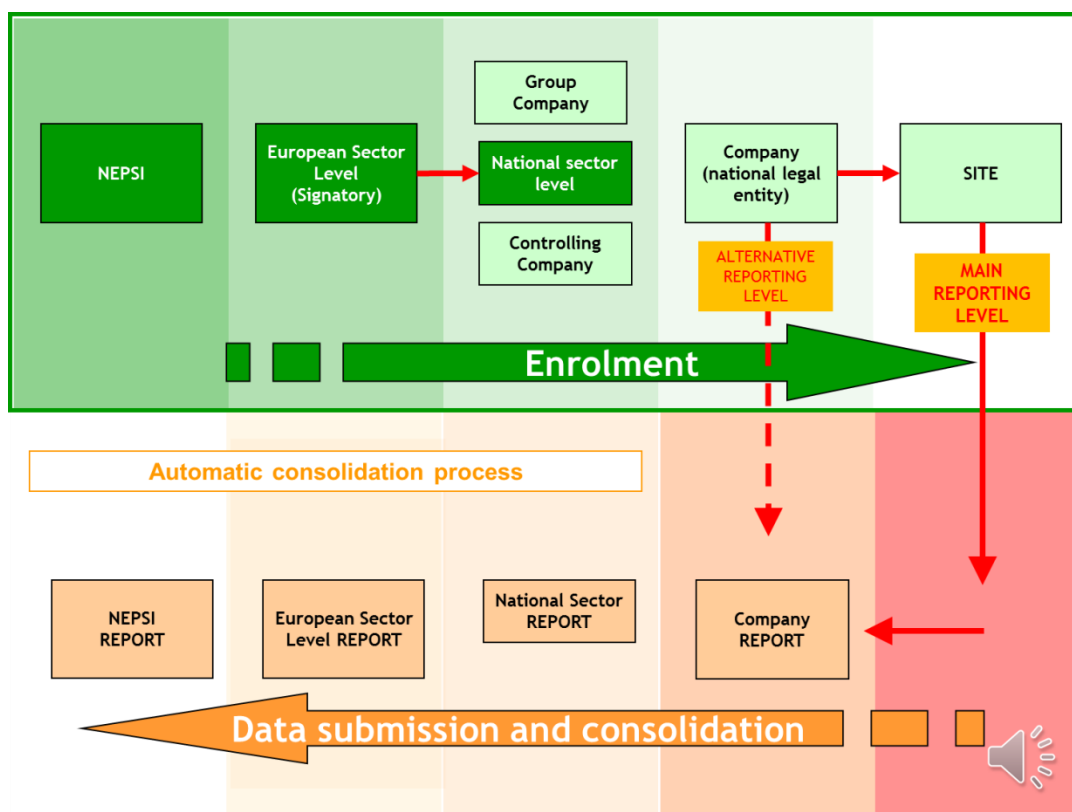 Group
Company
NEPSI
European Sector
Level
(Signatory)
National sector
level
Company
(national legal
entity)
SITE
Controlling
Company
ALTERNATIVE
REPORTING
LEVEL
MAIN
REPORTING
LEVEL
Enrolment
Automatic consolidation process
NEPSI
REPORT
European Sector
Level REPORT
National Sector
REPORT
Company
REPORT
Data submission and consolidation